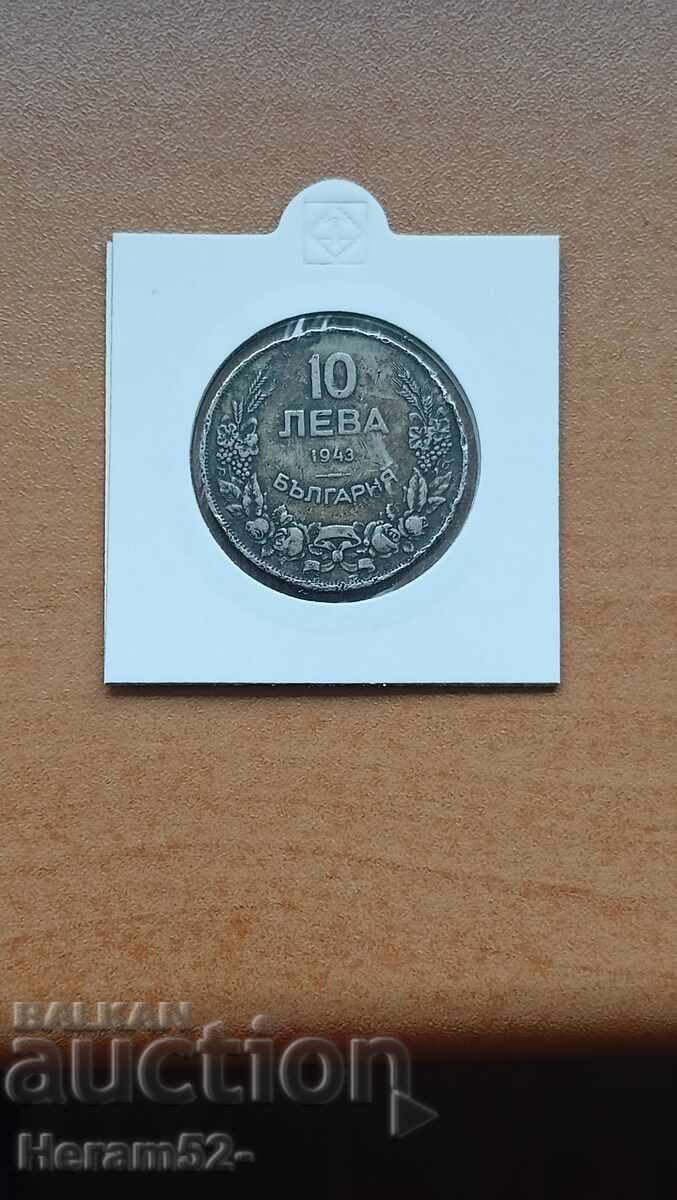 10
ЛЕВА
1943
БЪЛГАРИЯ
BALKAN
auction
Heram52-